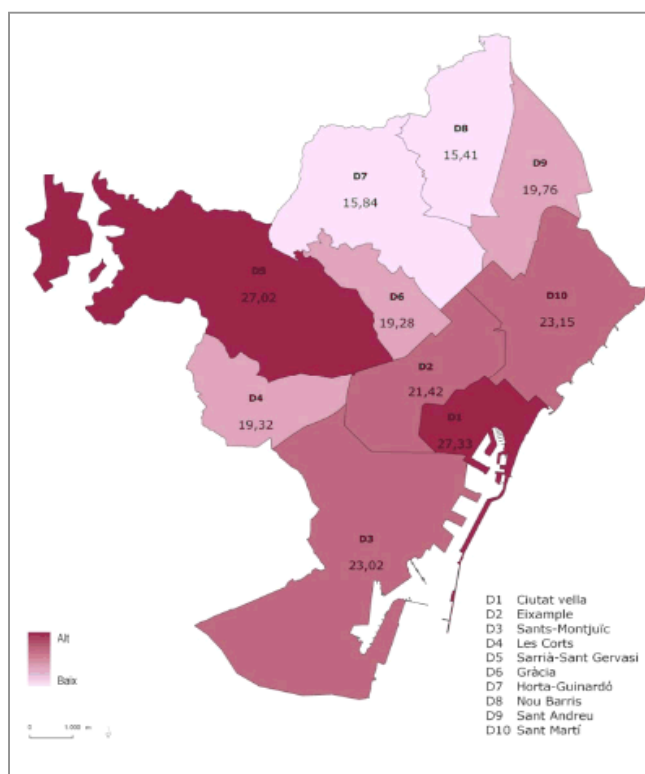 D8
15,41
D7
15,84
D9
19,76
D5
27,02
D6
19,28
D10
23,15
D2
21,42
D4
19,32
D1
27,33
D3
23,02
Alt
Baix
0 1.000 m
D1 Ciutat vella
D2 Eixample
D3 Sants-Montjuïc
D4 Les Corts
D5 Sarrià-Sant Gervasi
D6 Gràcia
D7 Horta-Guinardó
D8 Nou Barris
D9 Sant Andreu
D10 Sant Martí